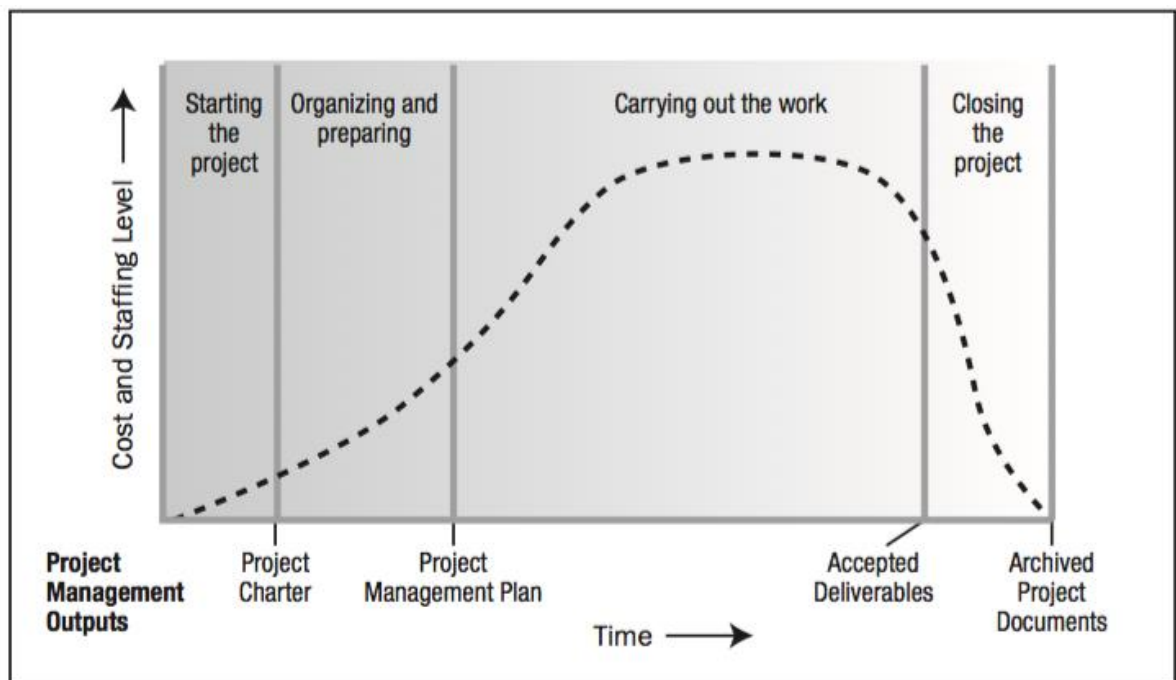 Starting
the
project
Organizing and
preparing
Carrying out the work
Closing
the
project
Cost and Staffing Level
Project
Management
Outputs
Project
Charter
Project
Management Plan
Accepted
Deliverables
Archived
Project
Documents
Time